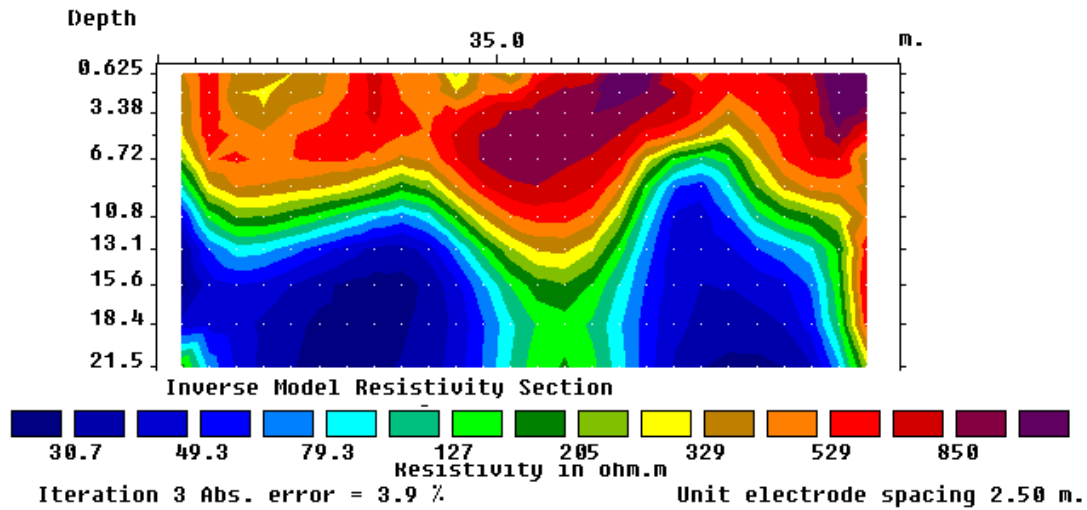 Depth
35.0 m.
0.625
3.38
6.72
10.8
13.1
15.6
18.4
21.5
Inverse Model Resistivity Section
30.7 49.3 79.3 127 205 329 529 850
Resistivity in ohm.m
Iteration 3 Abs. error = 3.9 %
Unit electrode spacing 2.50 m.